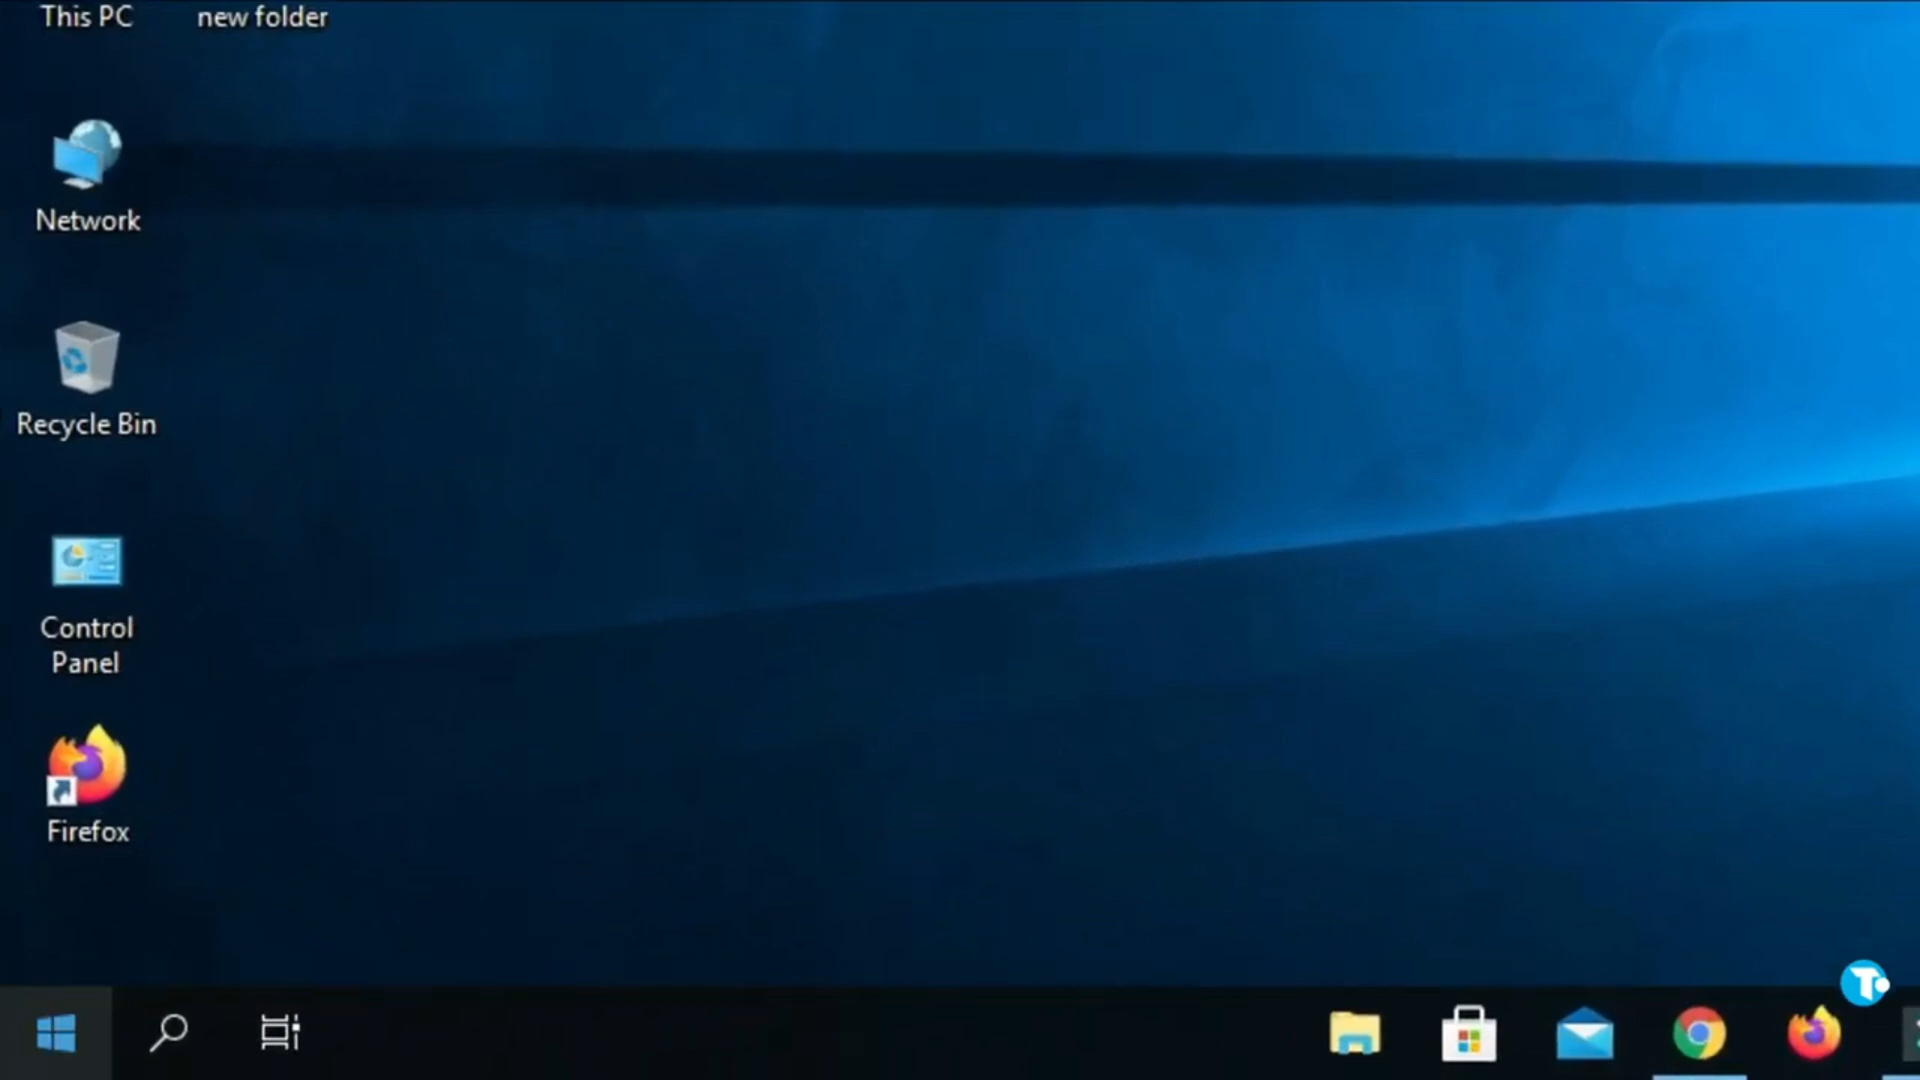 This PC
new folder
Network
Recycle Bin
Control
Panel
Firefox